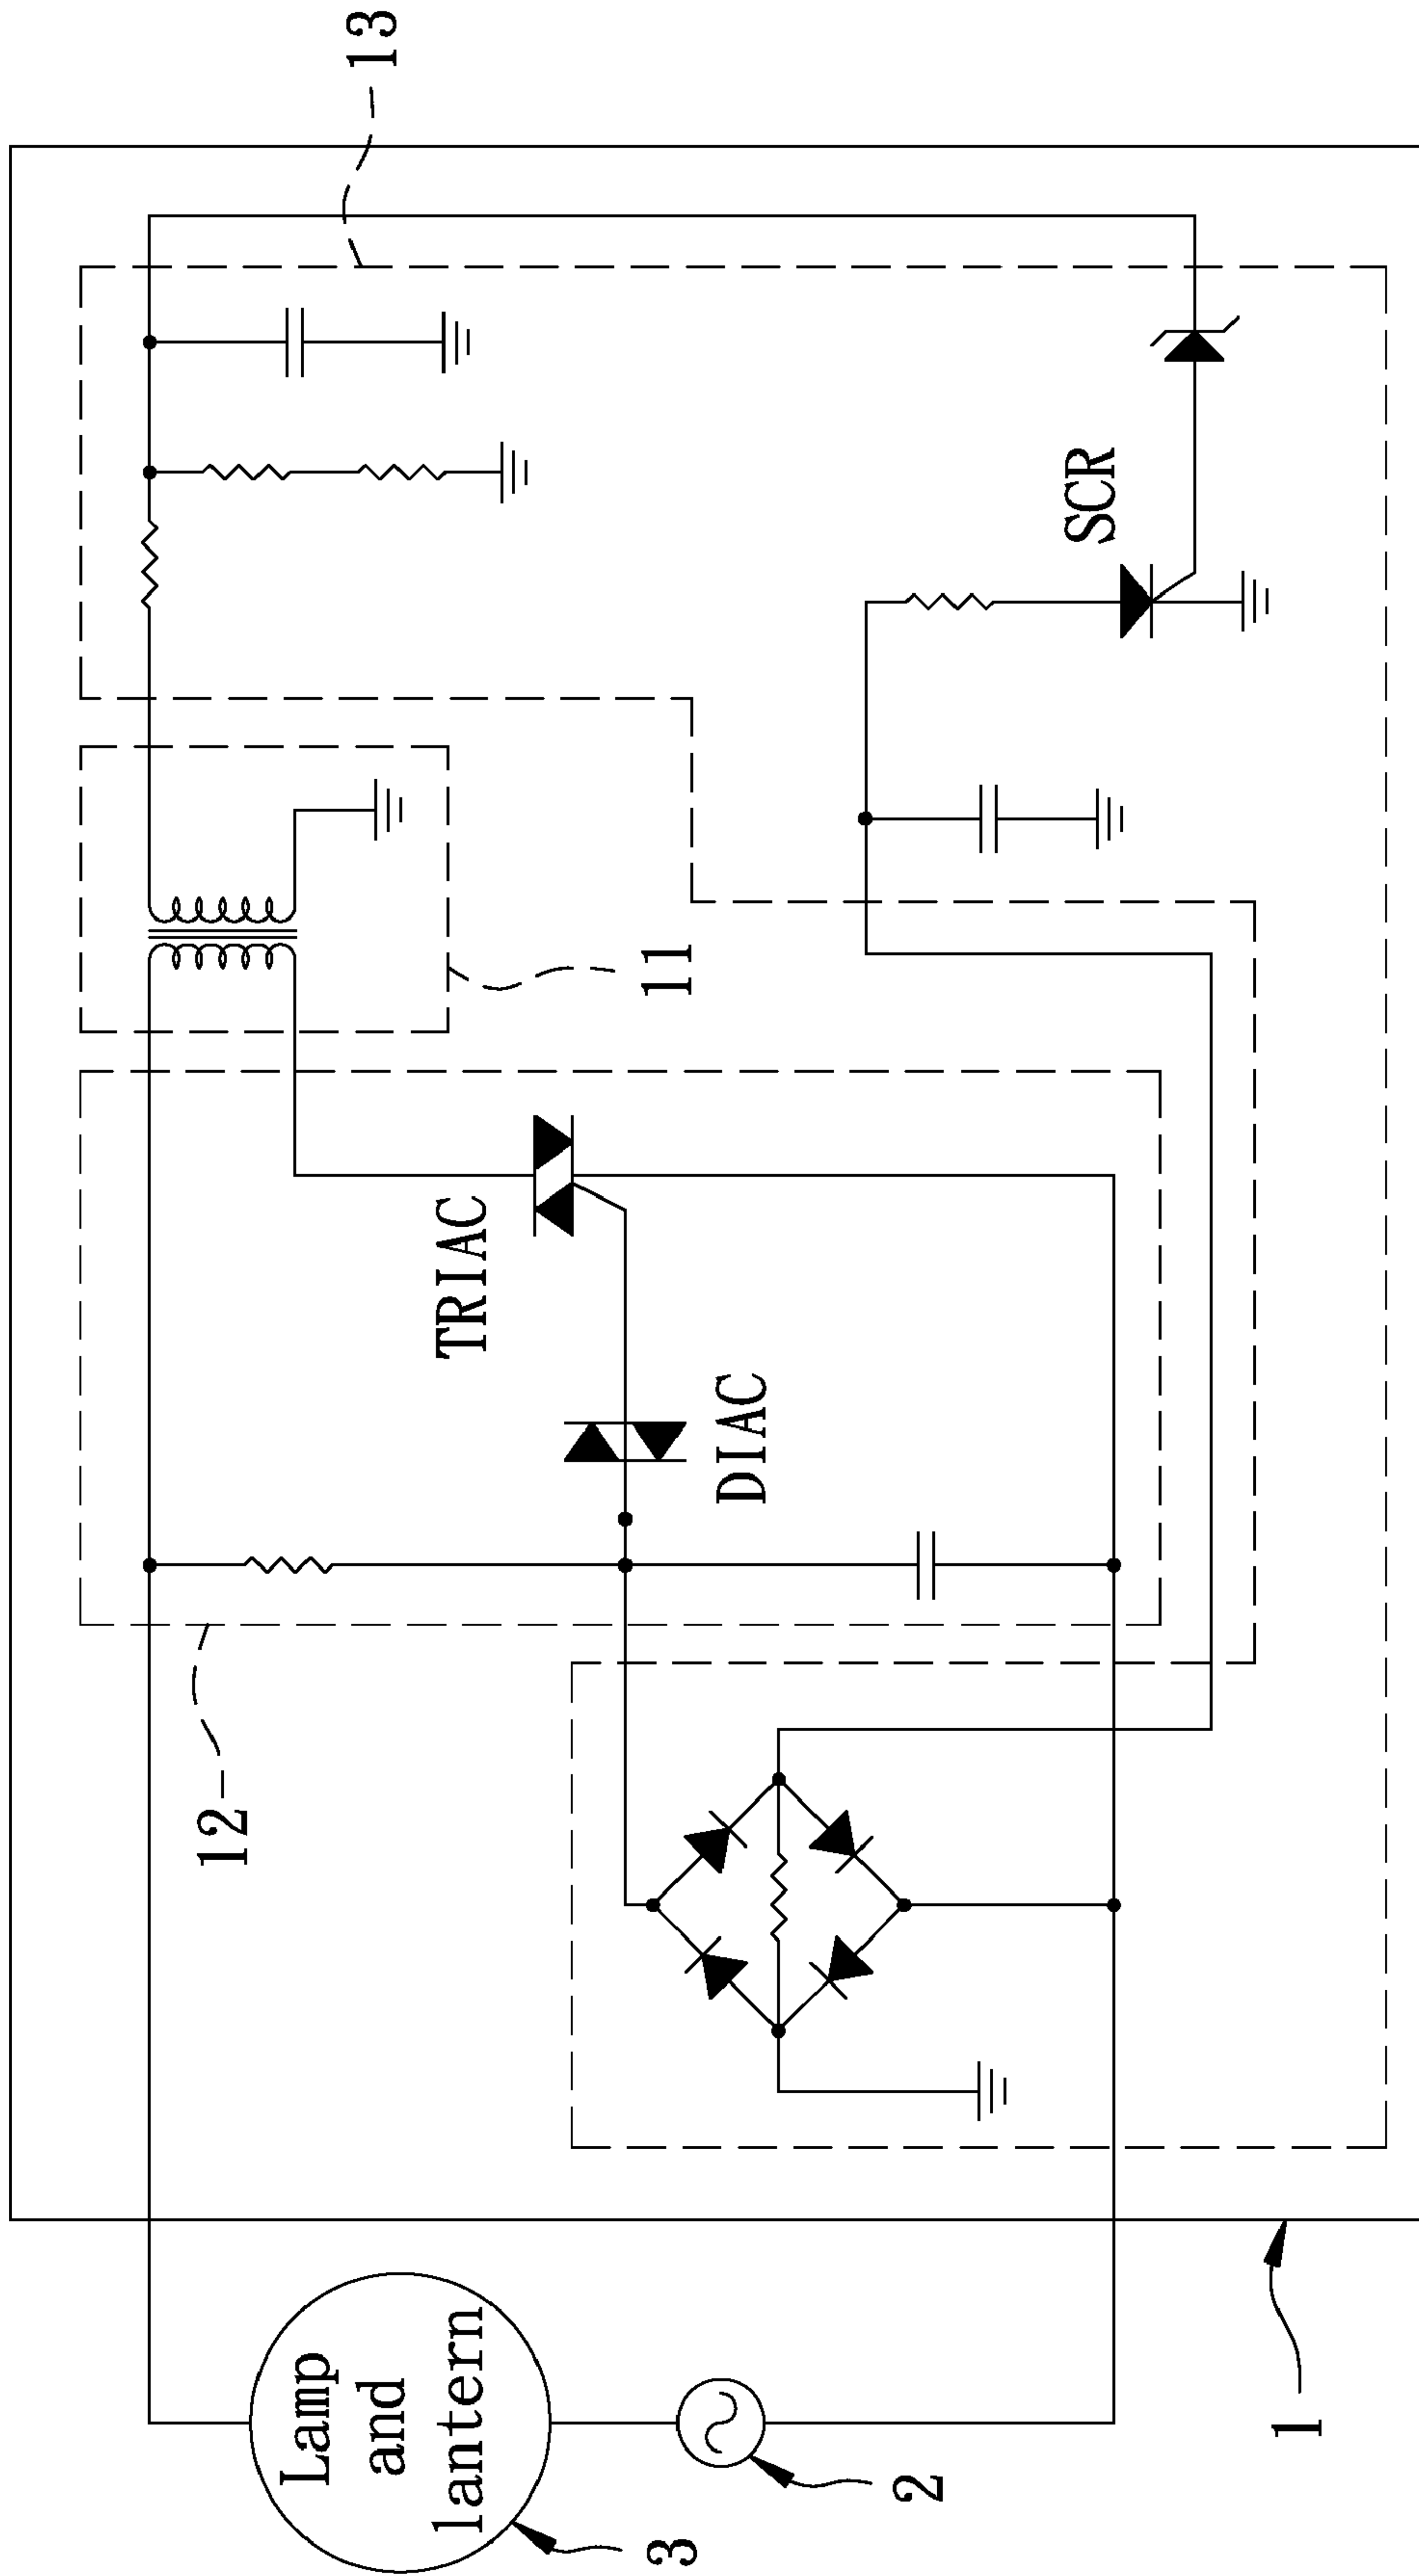 13
SCR
11
TRIAC
DIAC
12
Lamp
and
lantern
1
2
3